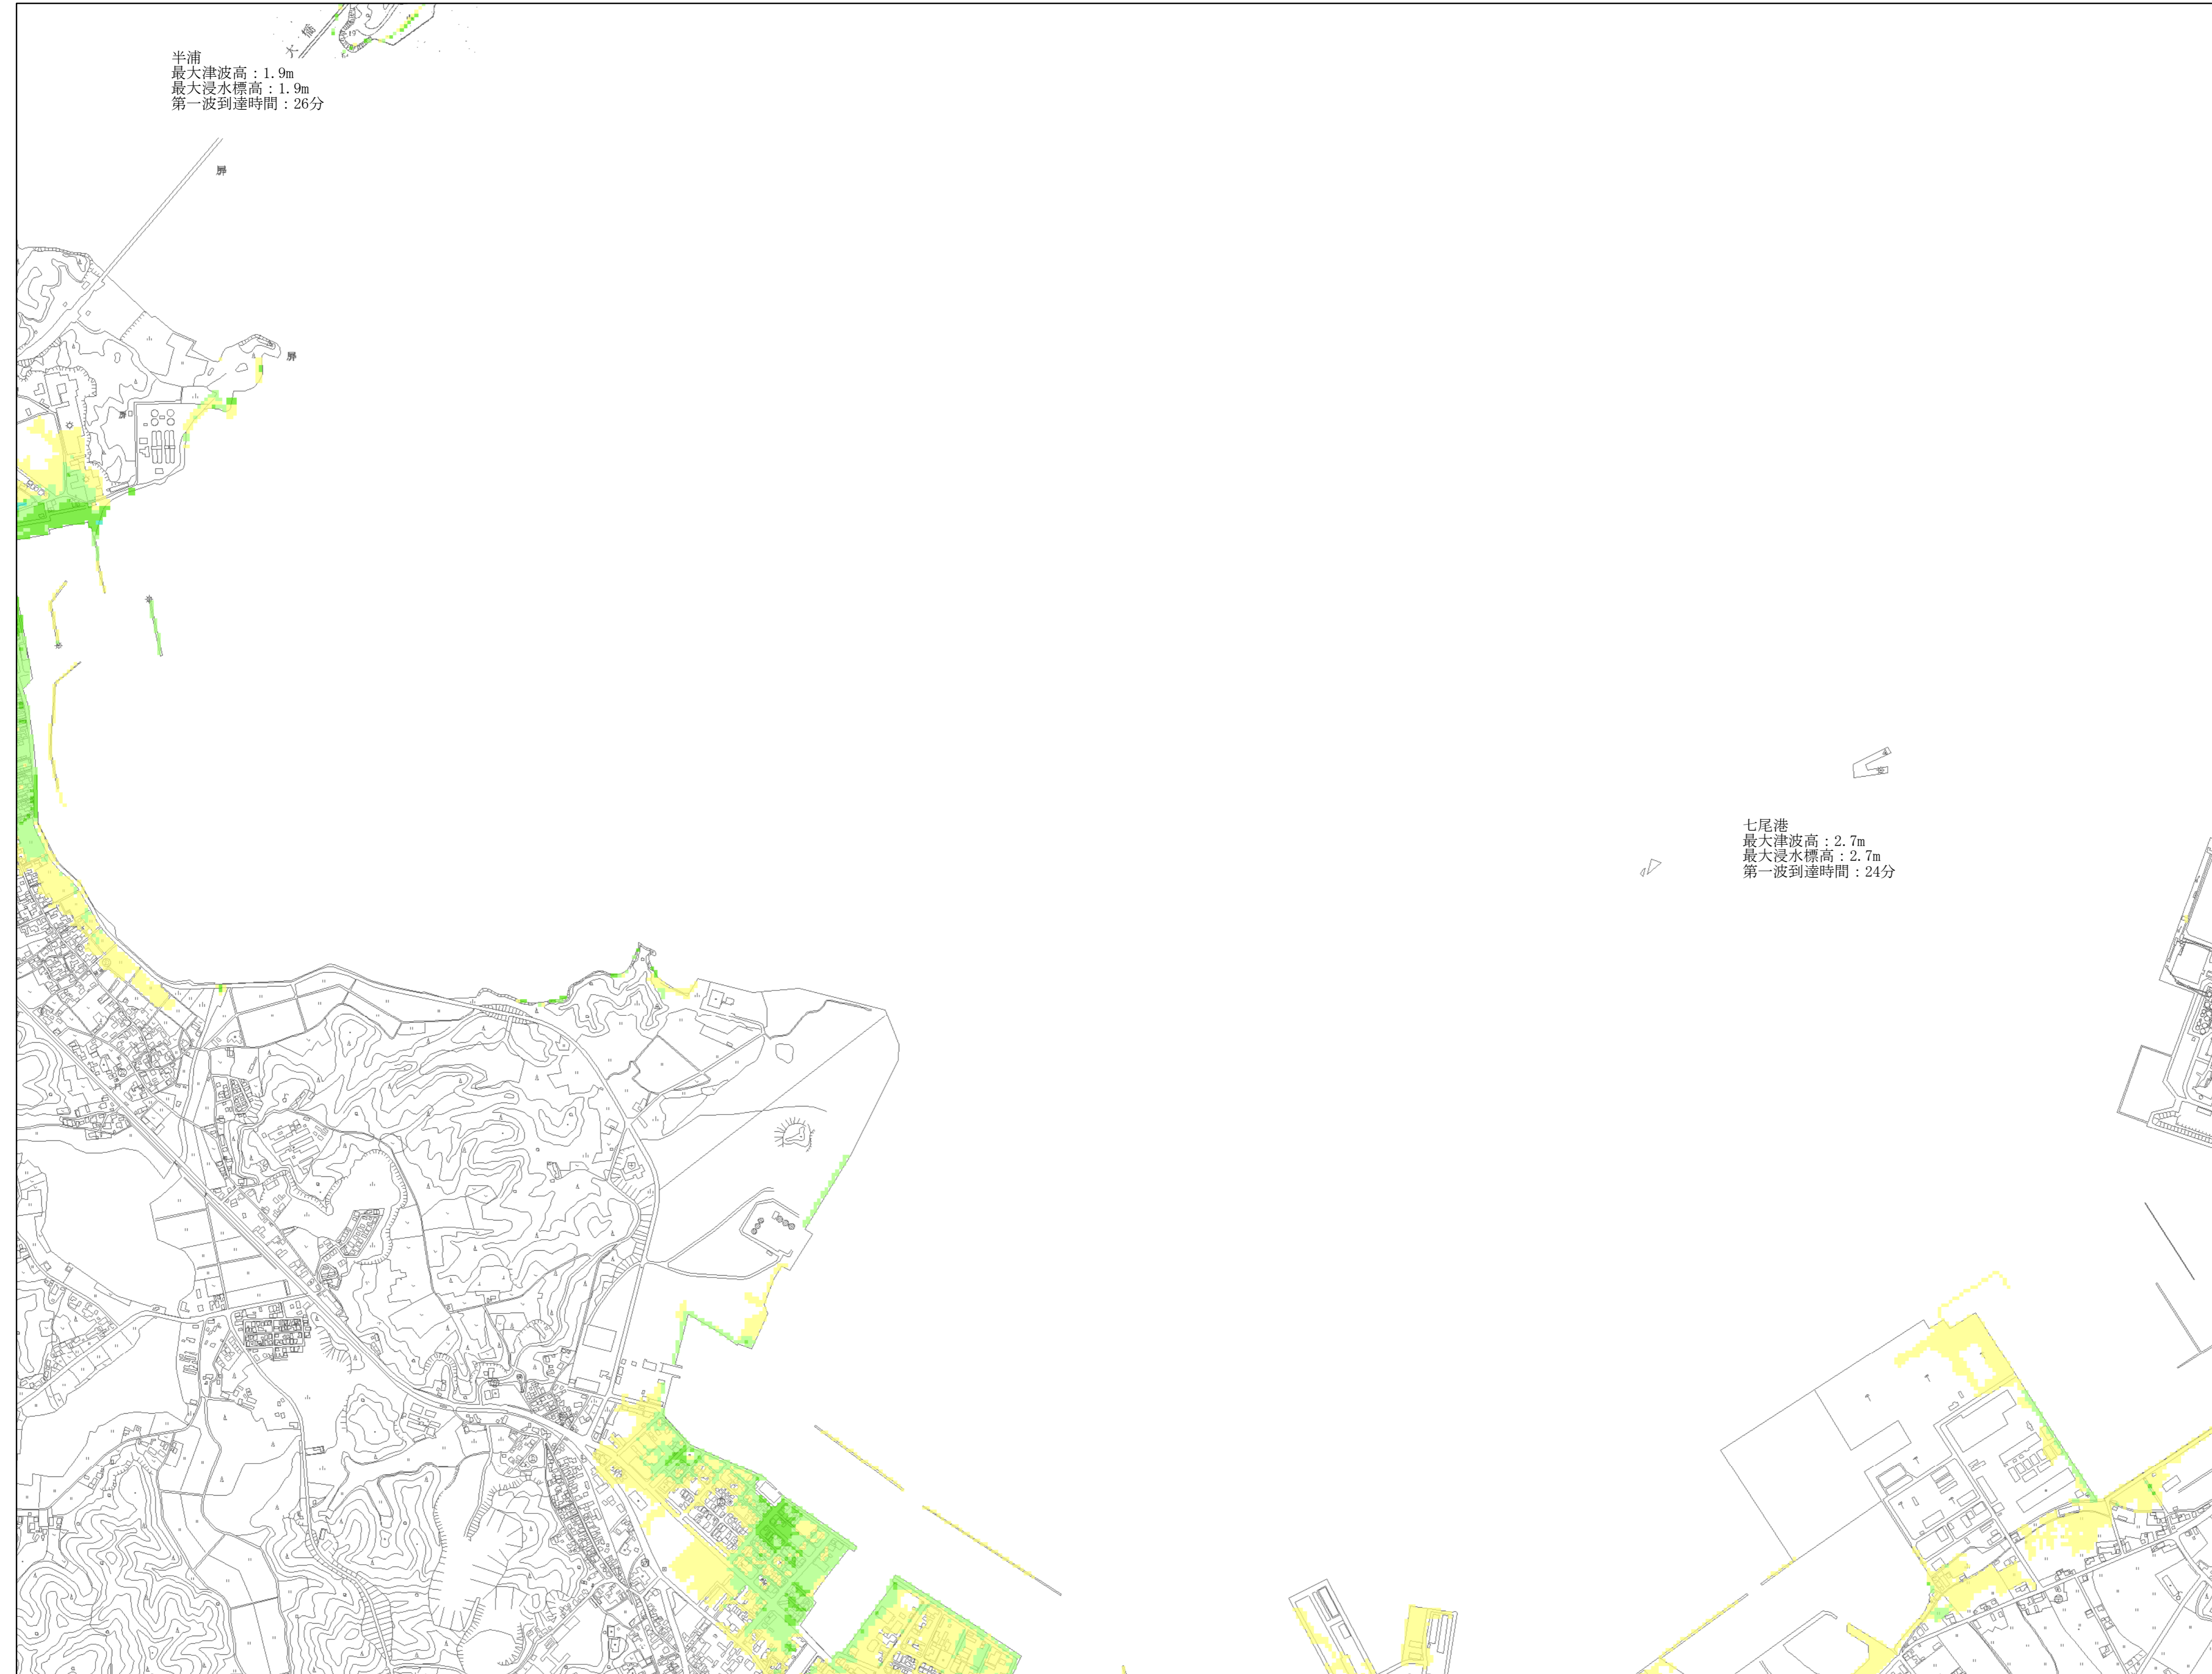 大橋
半浦
最大津波高：1.9m
最大浸水標高：1.9m
第一波到達時間：26分
七尾港
最大津波高：2.7m
最大浸水標高：2.7m
第一波到達時間：24分